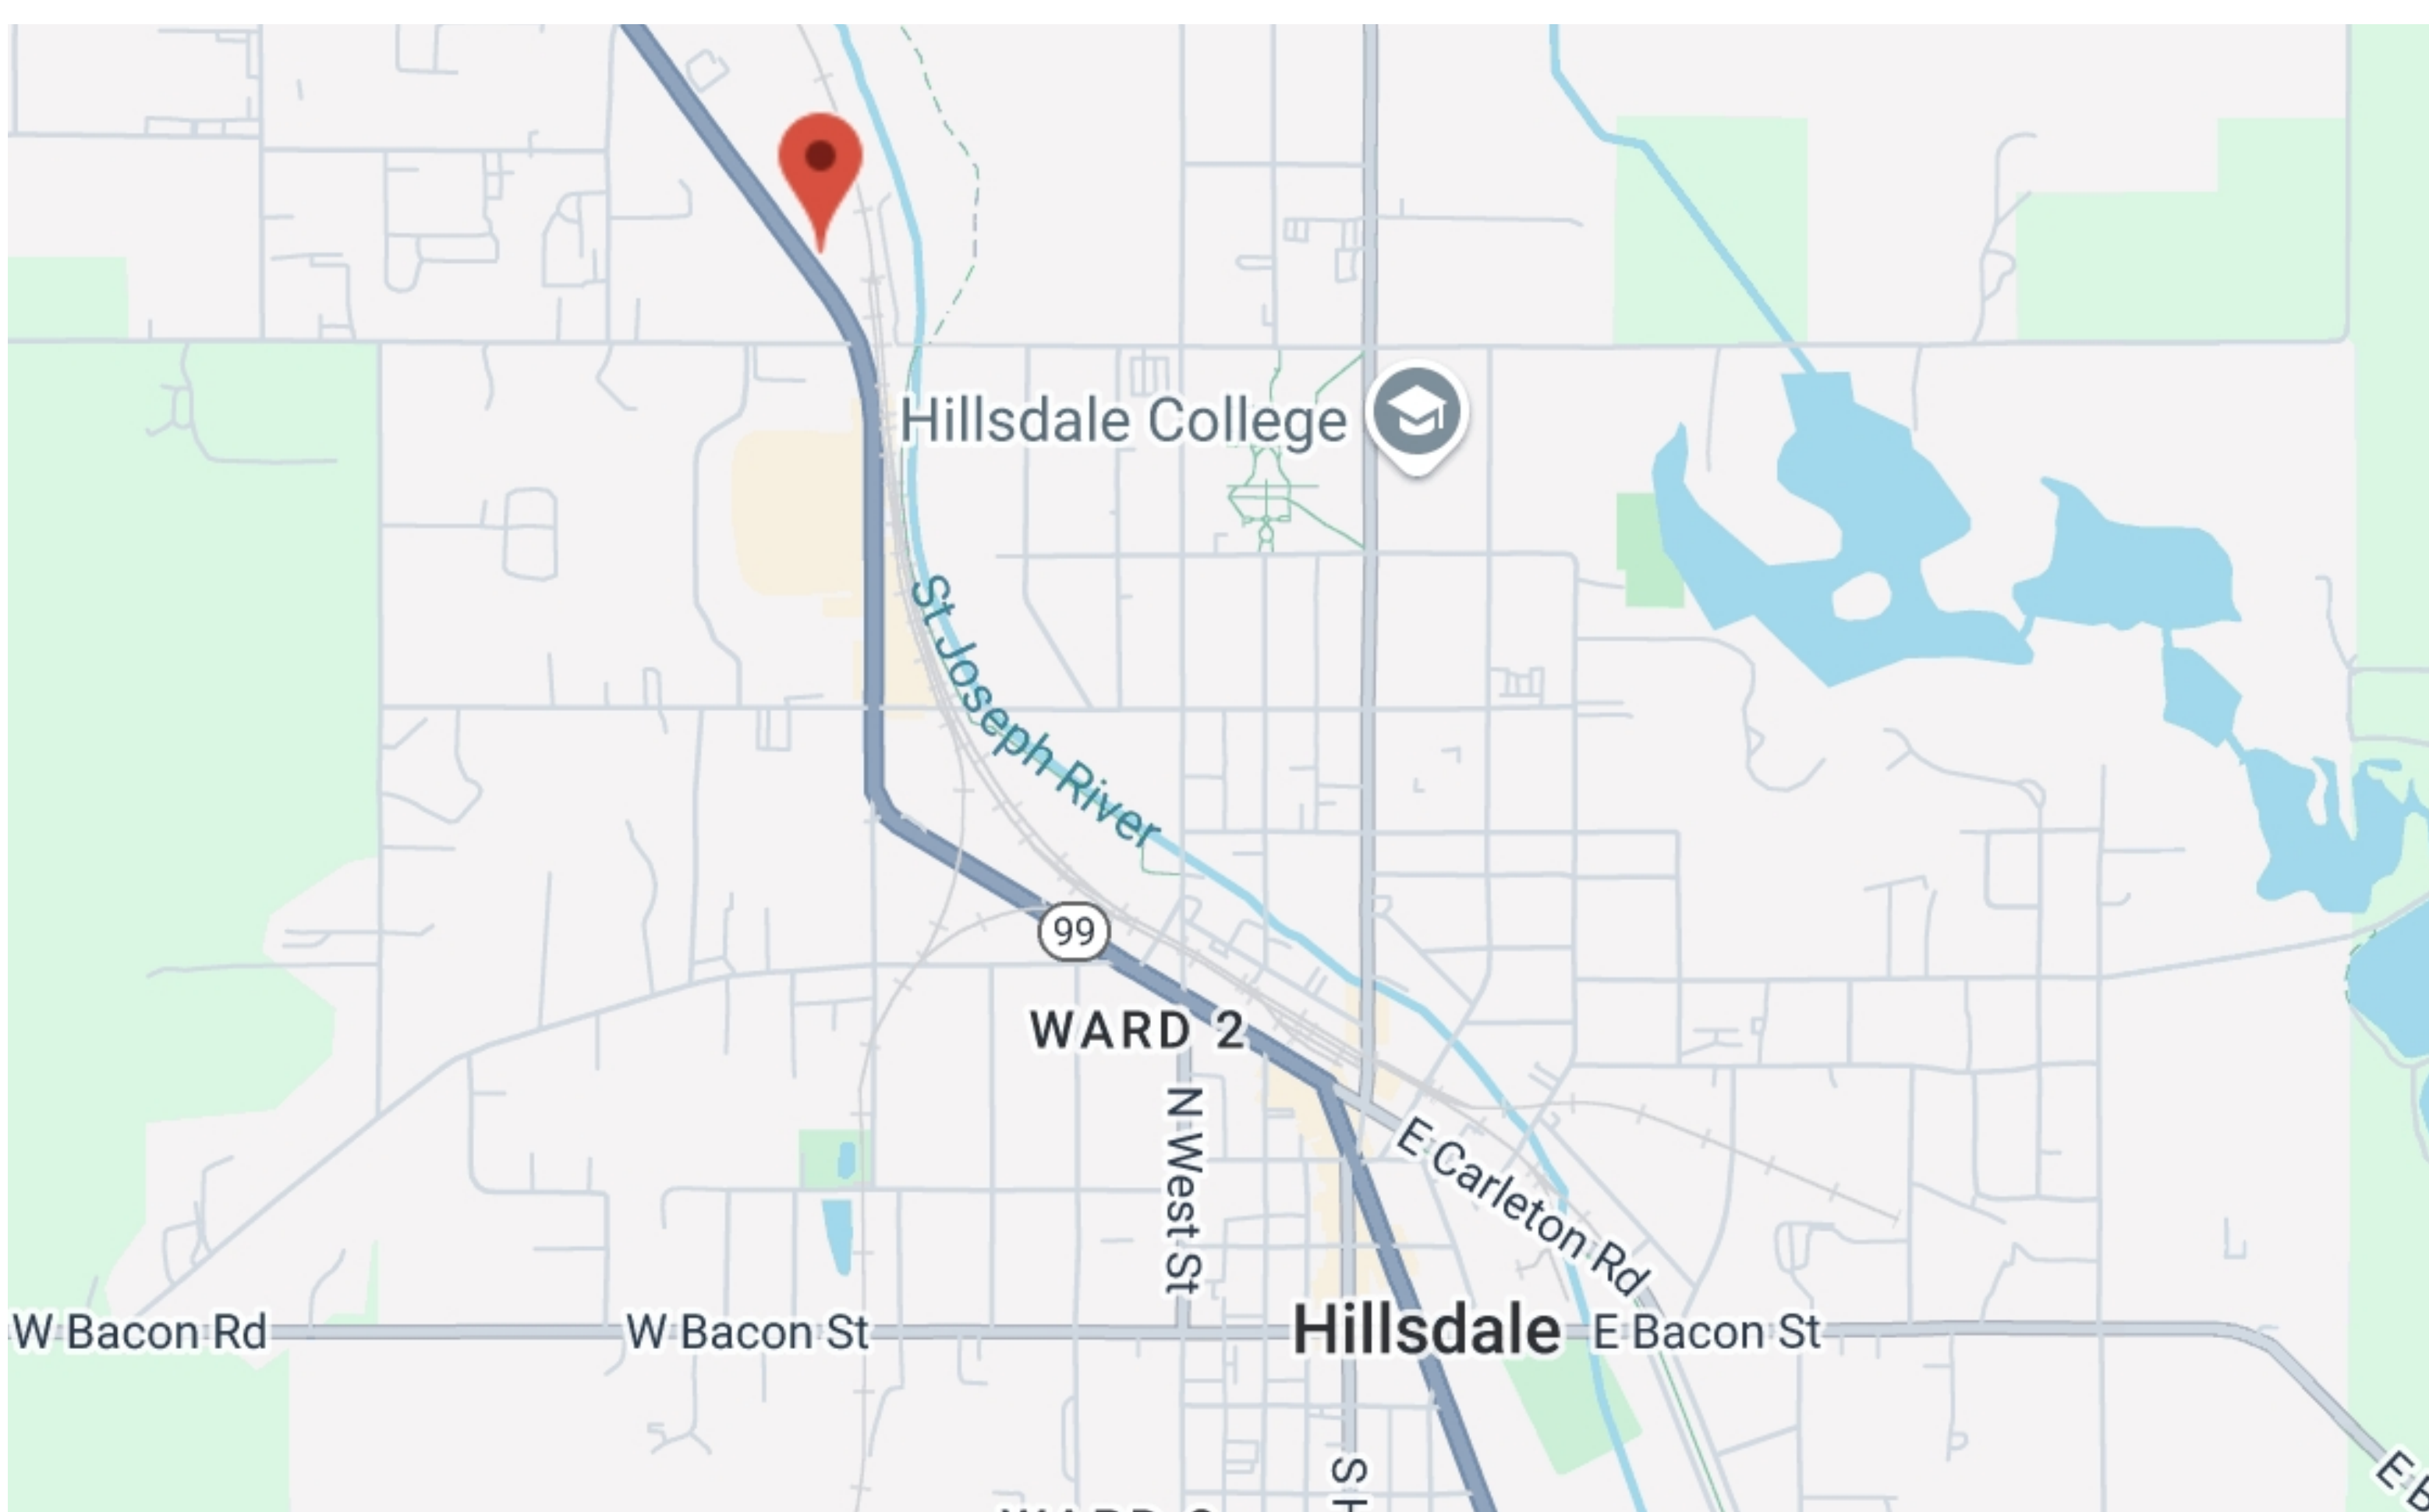 Hillsdale College
St Joseph River
99
WARD 2
N West St
E Carleton Rd
W Bacon Rd
W Bacon St
Hillsdale
E Bacon St